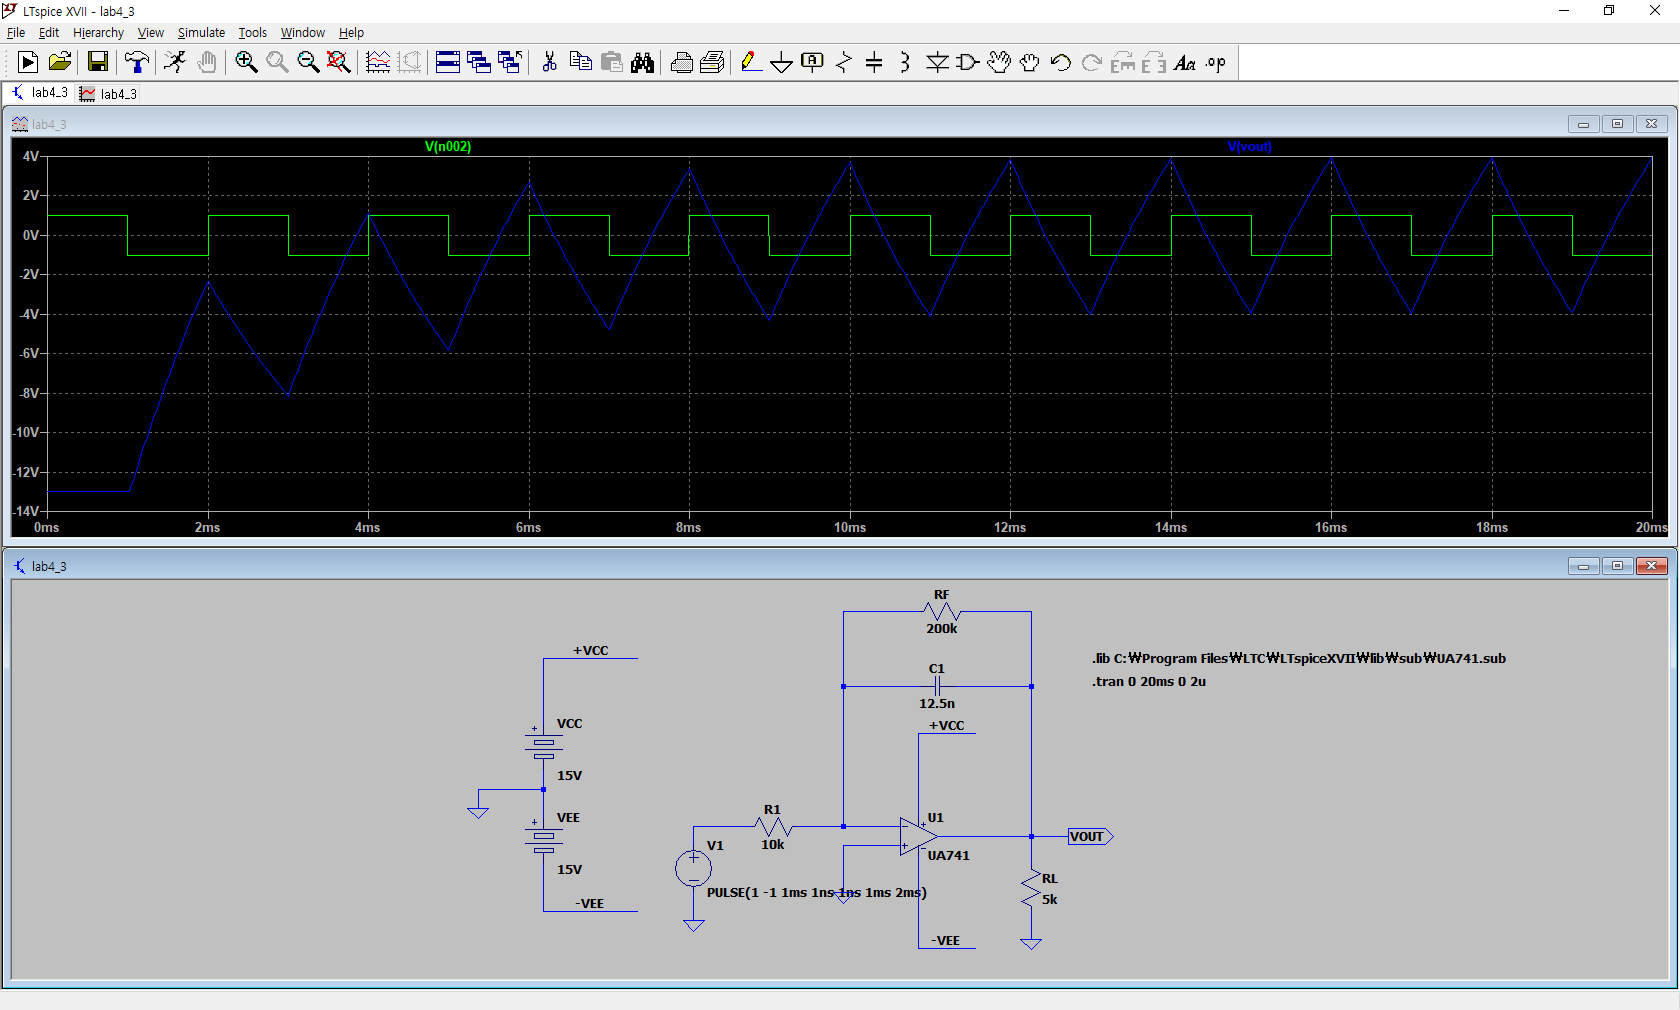 LTspice XVII - lab4_3
File Edit Hierarchy View Simulate Tools Window Help
lab4_3 lab4_3
lab4_3
V(n002) V(vout)
4V
2V
0V
-2V
-4V
-6V
-8V
-10V
-12V
-14V
0ms 2ms 4ms 6ms 8ms 10ms 12ms 14ms 16ms 18ms 20ms
lab4_3
RF
200k
+VCC
.lib C:₩Program Files₩LTC₩LTspiceXVII₩lib₩sub₩UA741.sub
.tran 0 20ms 0 2u
C1
12.5n
VCC
15V
+VCC
VEE
15V
-VEE
R1
10k
V1
PULSE(1 -1 1ms 1ns 1ns 1ms 2ms)
U1
UA741
VOUT
RL
5k
-VEE